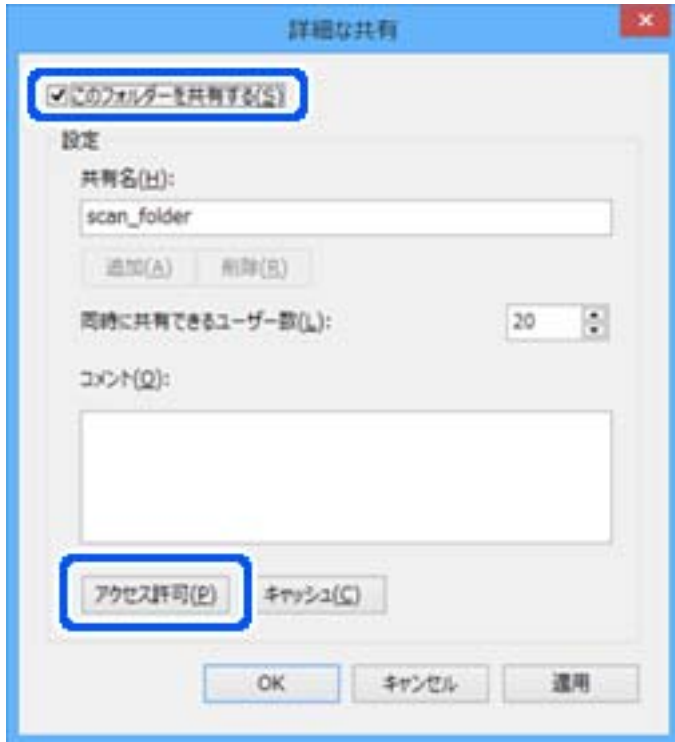 詳細な共有
このフォルダーを共有する(S)
設定
共有名(H):
scan_folder
追加(A) 削除(R)
同時に共有できるユーザー数(L): 20
コメント(O):
アクセス許可(P) キャッシュ(C)
OK キャンセル 適用